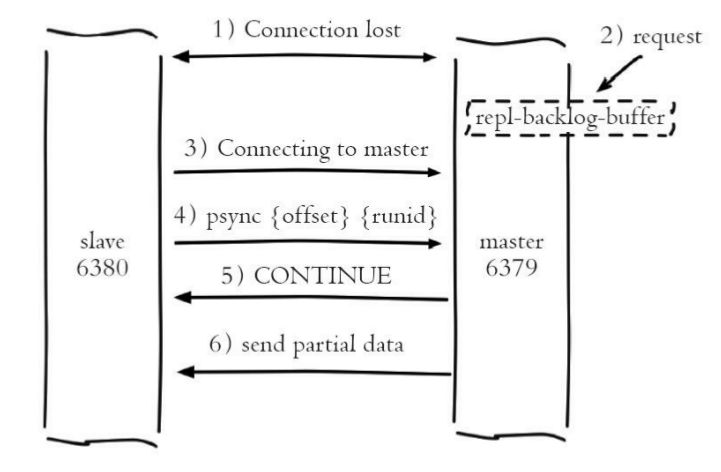 1) Connection lost
2) request
repl-backlog-buffer
3) Connecting to master
4) psync {offset} {runid}
slave
6380
master
6379
5) CONTINUE
6) send partial data